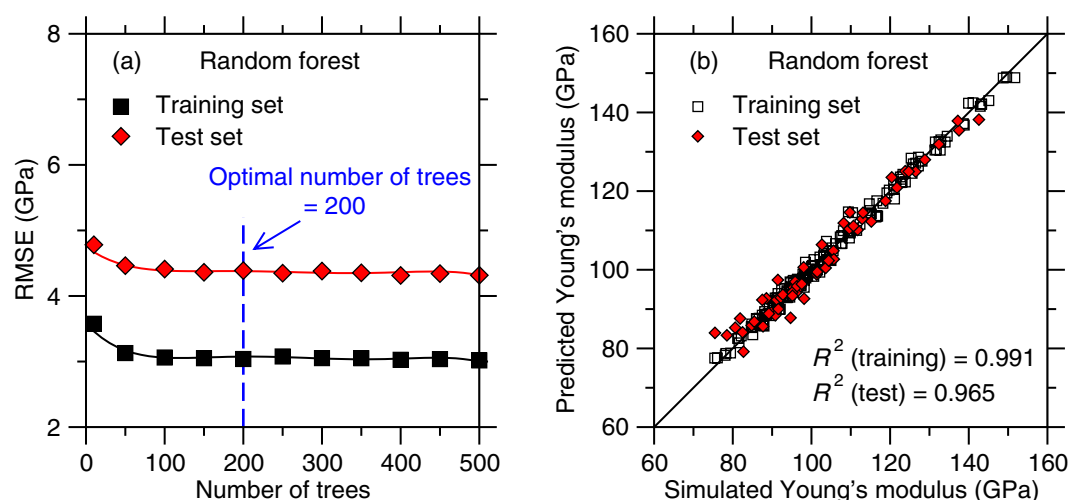 (a) Random forest
Training set
Test set
Optimal number of trees
= 200
RMSE (GPa)
8
6
4
2
0 100 200 300 400 500
Number of trees
(b) Random forest
Training set
Test set
R² (training) = 0.991
R² (test) = 0.965
Predicted Young's modulus (GPa)
160
140
120
100
80
60
60 80 100 120 140 160
Simulated Young's modulus (GPa)